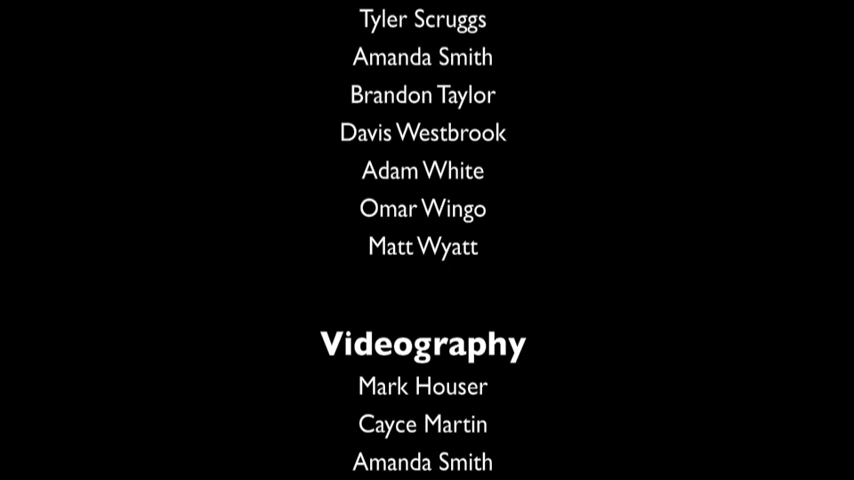 Tyler Scruggs
Amanda Smith
Brandon Taylor
Davis Westbrook
Adam White
Omar Wingo
Matt Wyatt
Videography
Mark Houser
Cayce Martin
Amanda Smith